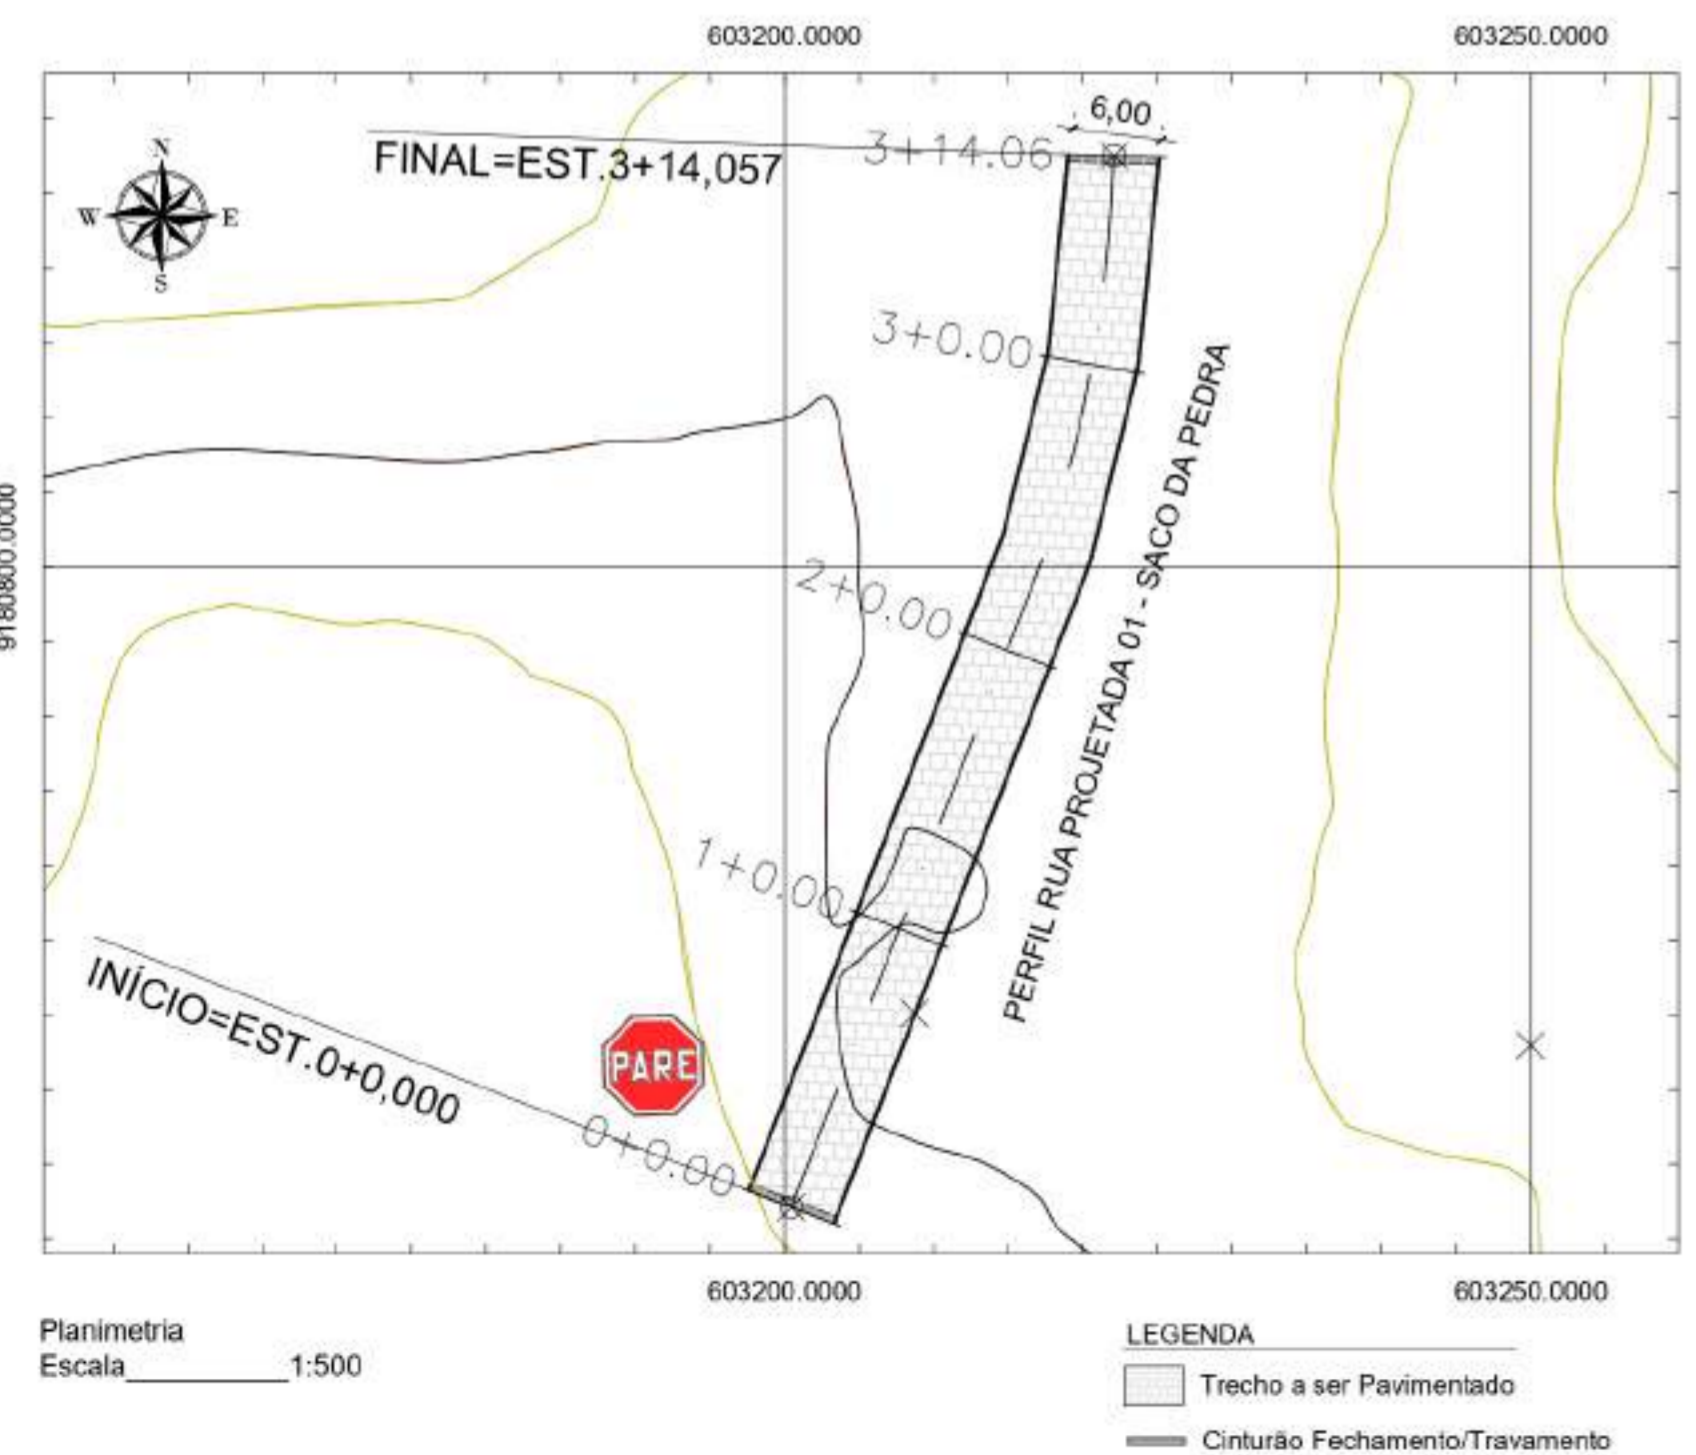 603200.0000 603250.0000
6,00
3+14.06
FINAL=EST.3+14,057
N
W E
S
3+0.00
PERFIL RUA PROJETADA 01 - SACO DA PEDRA
9180800.0000
2+0.00
1+0.00
INÍCIO=EST.0+0,000
PARE
0+0.00
603200.0000 603250.0000
Planimetria
Escala 1:500
LEGENDA
Trecho a ser Pavimentado
Cinturão Fechamento/Travamento